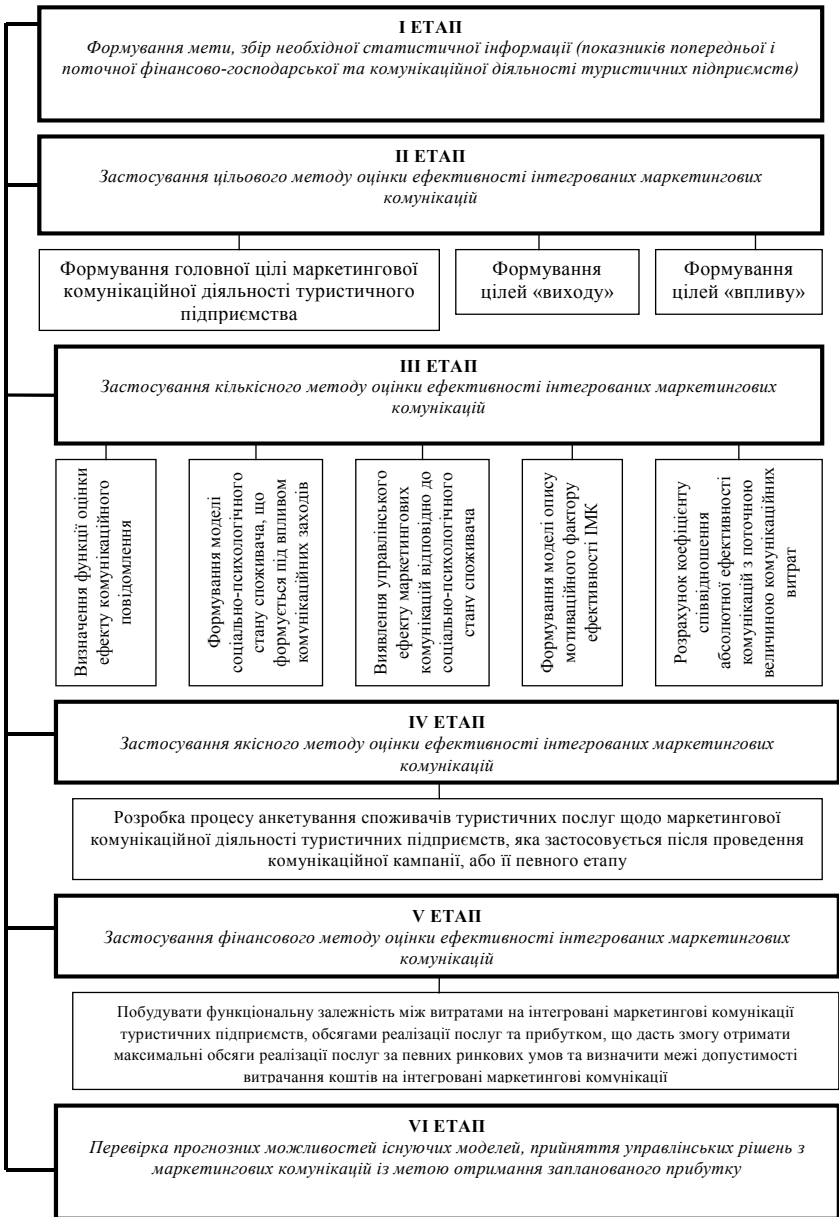 І ЕТАП
Формування мети, збір необхідної статистичної інформації (показників попередньої і
поточної фінансово-господарської та комунікаційної діяльності туристичних підприємств)
ІІ ЕТАП
Застосування цільового методу оцінки ефективності інтегрованих маркетингових
комунікацій
Формування головної цілі маркетингової
комунікаційної діяльності туристичного
підприємства
Формування
цілей «виходу»
Формування
цілей «впливу»
ІІІ ЕТАП
Застосування кількісного методу оцінки ефективності інтегрованих маркетингових
комунікацій
Визначення функції оцінки
ефекту комунікаційного
повідомлення
Формування моделі
соціально-психологічного
стану споживача, що
формується під впливом
комунікаційних заходів
Виявлення управлінського
ефекту маркетингових
комунікацій відповідно до
соціально-психологічного
стану споживача
Формування моделі опису
мотиваційного фактору
ефективності ІМК
Розрахунок коефіцієнту
співвідношення
абсолютної ефективності
комунікацій з поточною
величиною комунікаційних
витрат
IV ЕТАП
Застосування якісного методу оцінки ефективності інтегрованих маркетингових
комунікацій
Розробка процесу анкетування споживачів туристичних послуг щодо маркетингової
комунікаційної діяльності туристичних підприємств, яка застосовується після проведення
комунікаційної кампанії, або її певного етапу
V ЕТАП
Застосування фінансового методу оцінки ефективності інтегрованих маркетингових
комунікацій
Побудувати функціональну залежність між витратами на інтегровані маркетингові комунікації
туристичних підприємств, обсягами реалізації послуг та прибутком, що дасть змогу отримати
максимальні обсяги реалізації послуг за певних ринкових умов та визначити межі допустимості
витрачання коштів на інтегровані маркетингові комунікації
VI ЕТАП
Перевірка прогнозних можливостей існуючих моделей, прийняття управлінських рішень з
маркетингових комунікацій із метою отримання запланованого прибутку